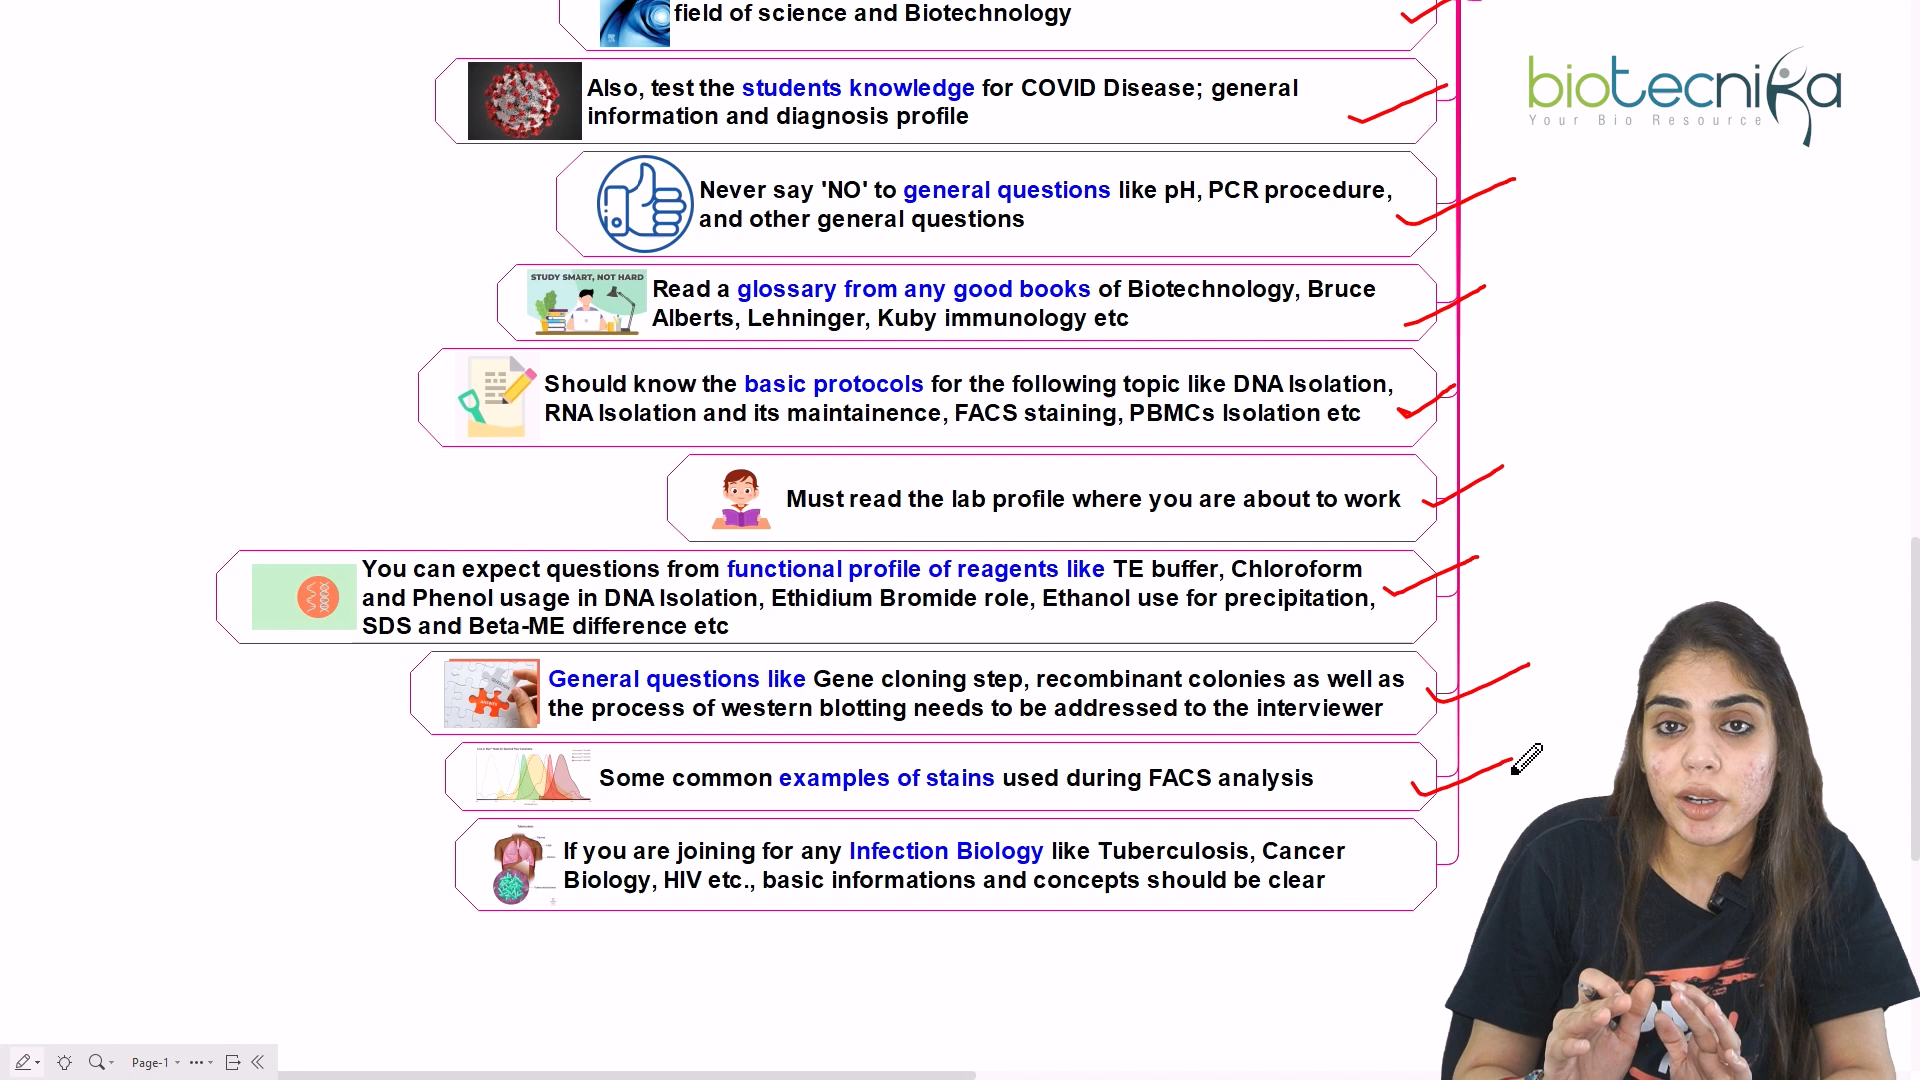 field of science and Biotechnology
biotecnika
Your Bio Resource
Also, test the students knowledge for COVID Disease; general
information and diagnosis profile
Never say 'NO' to general questions like pH, PCR procedure,
and other general questions
STUDY SMART, NOT HARD
Read a glossary from any good books of Biotechnology, Bruce
Alberts, Lehninger, Kuby immunology etc
Should know the basic protocols for the following topic like DNA Isolation,
RNA Isolation and its maintainence, FACS staining, PBMCs Isolation etc
Must read the lab profile where you are about to work
You can expect questions from functional profile of reagents like TE buffer, Chloroform
and Phenol usage in DNA Isolation, Ethidium Bromide role, Ethanol use for precipitation,
SDS and Beta-ME difference etc
QUESTION
ANSWER
General questions like Gene cloning step, recombinant colonies as well as
the process of western blotting needs to be addressed to the interviewer
Some common examples of stains used during FACS analysis
If you are joining for any Infection Biology like Tuberculosis, Cancer
Biology, HIV etc., basic informations and concepts should be clear
Page-1